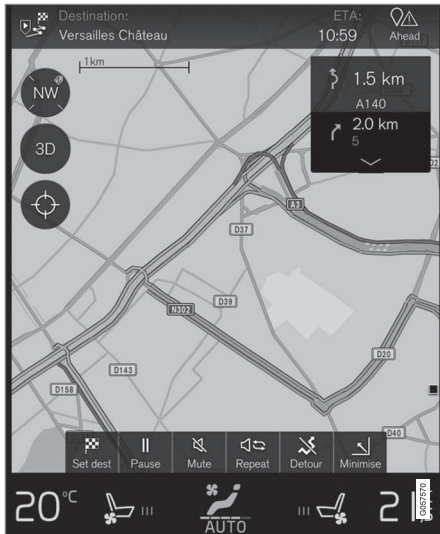 Destination:
Versailles Château
ETA:
10:59
Ahead
1km
NW
3D
1.5 km
A140
2.0 km
5
A3
D37
D39
N302
D143
D20
D158
D40
Set dest
Pause
Mute
Repeat
Detour
Minimise
20°C
AUTO
21
G057570